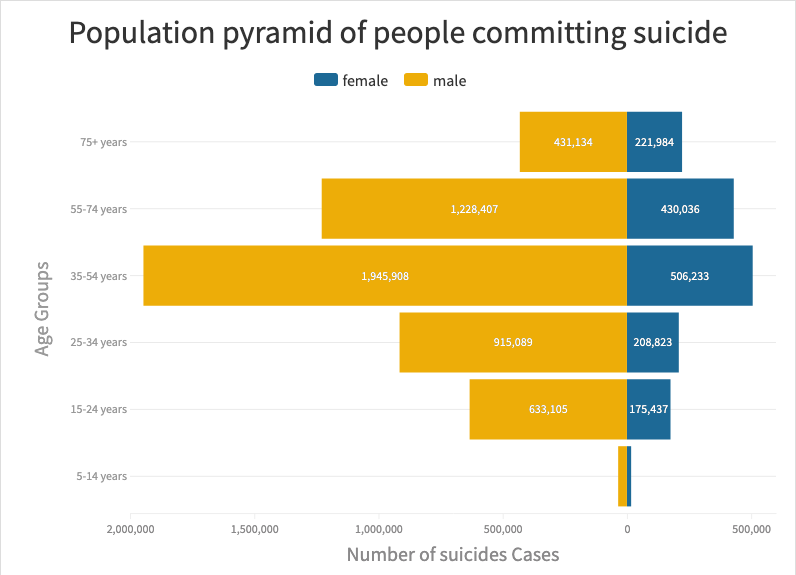 Population pyramid of people committing suicide
female male
75+ years 431,134 221,984
55-74 years 1,228,407 430,036
35-54 years 1,945,908 506,233
25-34 years 915,089 208,823
15-24 years 633,105 175,437
5-14 years
Age Groups
2,000,000 1,500,000 1,000,000 500,000 0 500,000
Number of suicides Cases